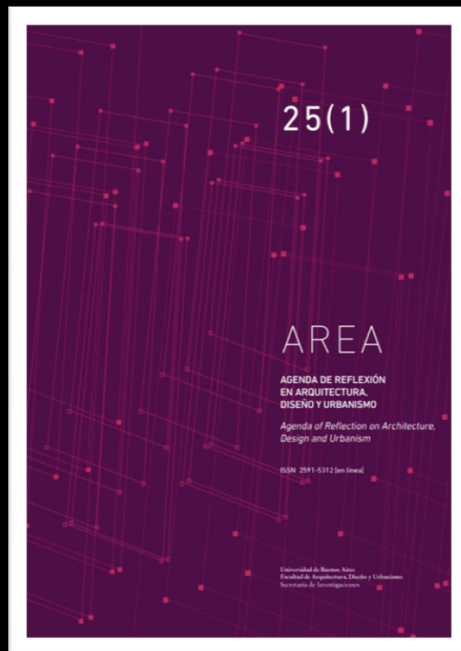 25(1)
AREA
AGENDA DE REFLEXIÓN
EN ARQUITECTURA,
DISEÑO Y URBANISMO
Agenda of Reflection on Architecture,
Design and Urbanism
ISSN 2591-5312 [en línea]
Universidad de Buenos Aires
Facultad de Arquitectura, Diseño y Urbanismo
Secretaría de Investigaciones